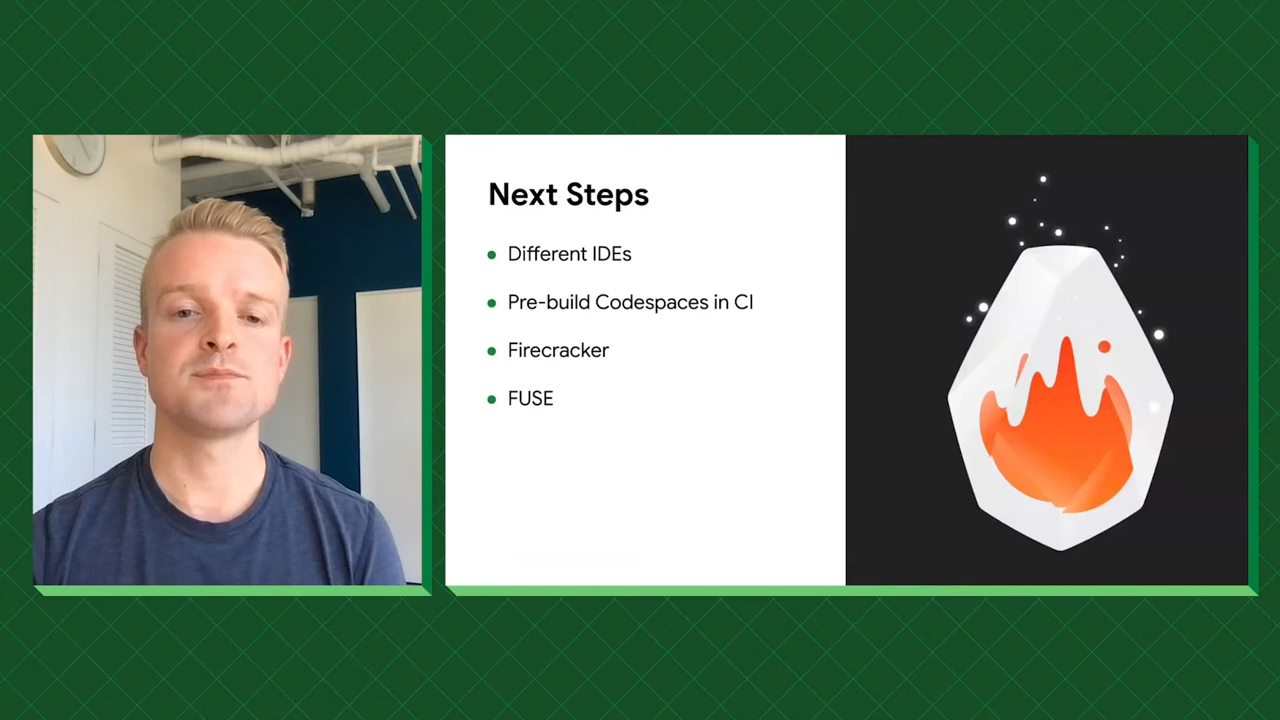 Next Steps
Different IDEs
Pre-build Codespaces in CI
Firecracker
FUSE